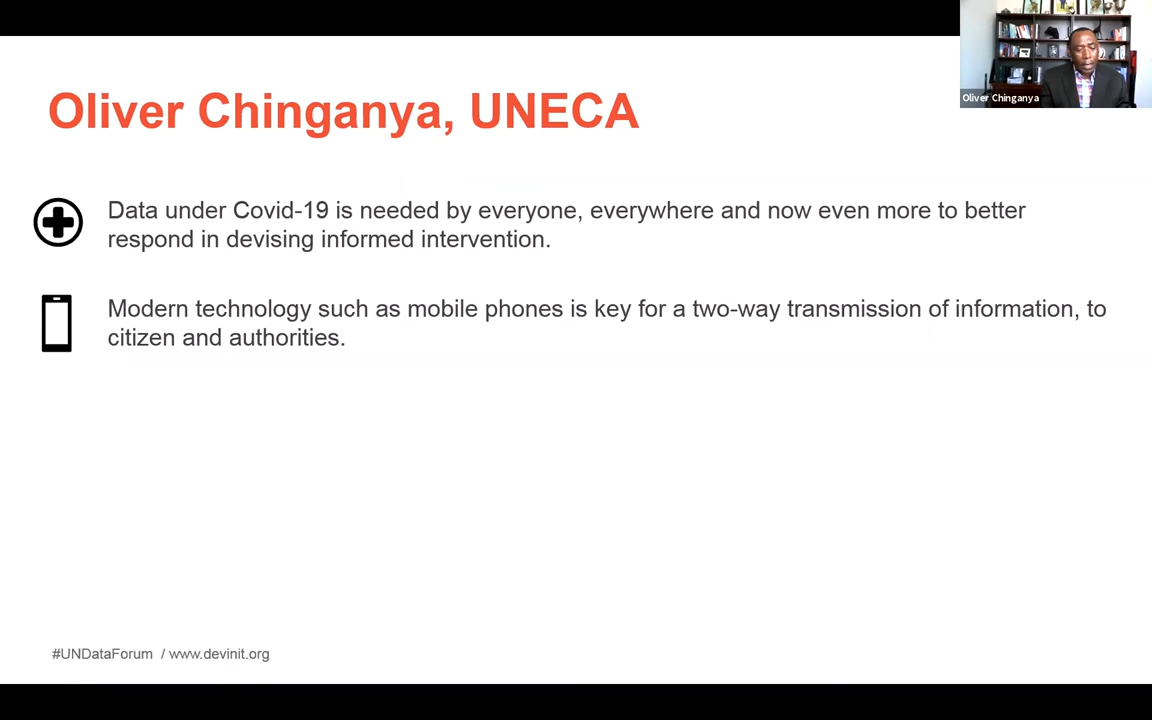 Oliver Chinganya
Oliver Chinganya, UNECA
Data under Covid-19 is needed by everyone, everywhere and now even more to better
respond in devising informed intervention.
Modern technology such as mobile phones is key for a two-way transmission of information, to
citizen and authorities.
#UNDataForum / www.devinit.org